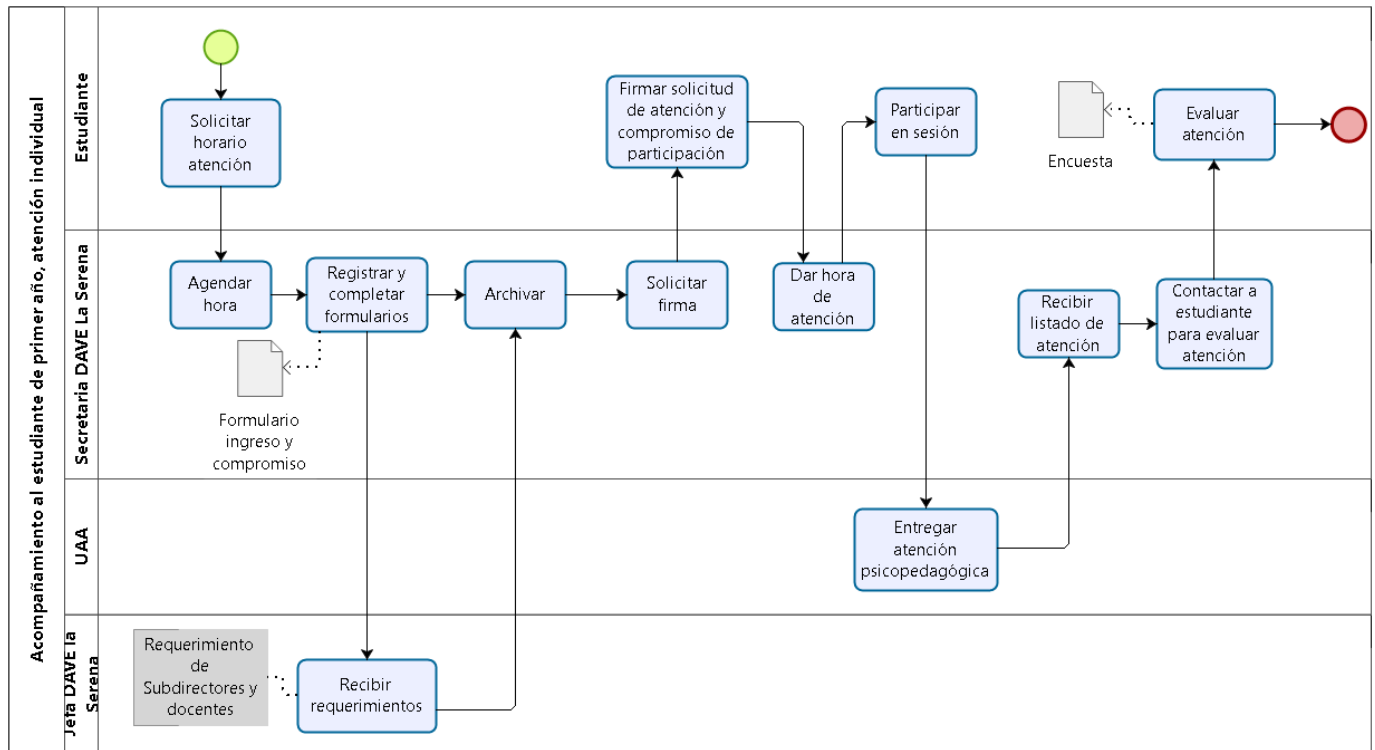 Acompañamiento al estudiante de primer año, atención individual
Estudiante
Solicitar
horario
atención
Firmar solicitud
de atención y
compromiso de
participación
Participar
en sesión
Encuesta
Evaluar
atención
Secretaria DAVE La Serena
Agendar
hora
Registrar y
completar
formularios
Formulario
ingreso y
compromiso
Archivar
Solicitar
firma
Dar hora
de
atención
Recibir
listado de
atención
Contactar a
estudiante
para evaluar
atención
UAA
Entregar
atención
psicopedagógica
Jefa DAVE la
Serena
Requerimiento
de
Subdirectores y
docentes
Recibir
requerimientos